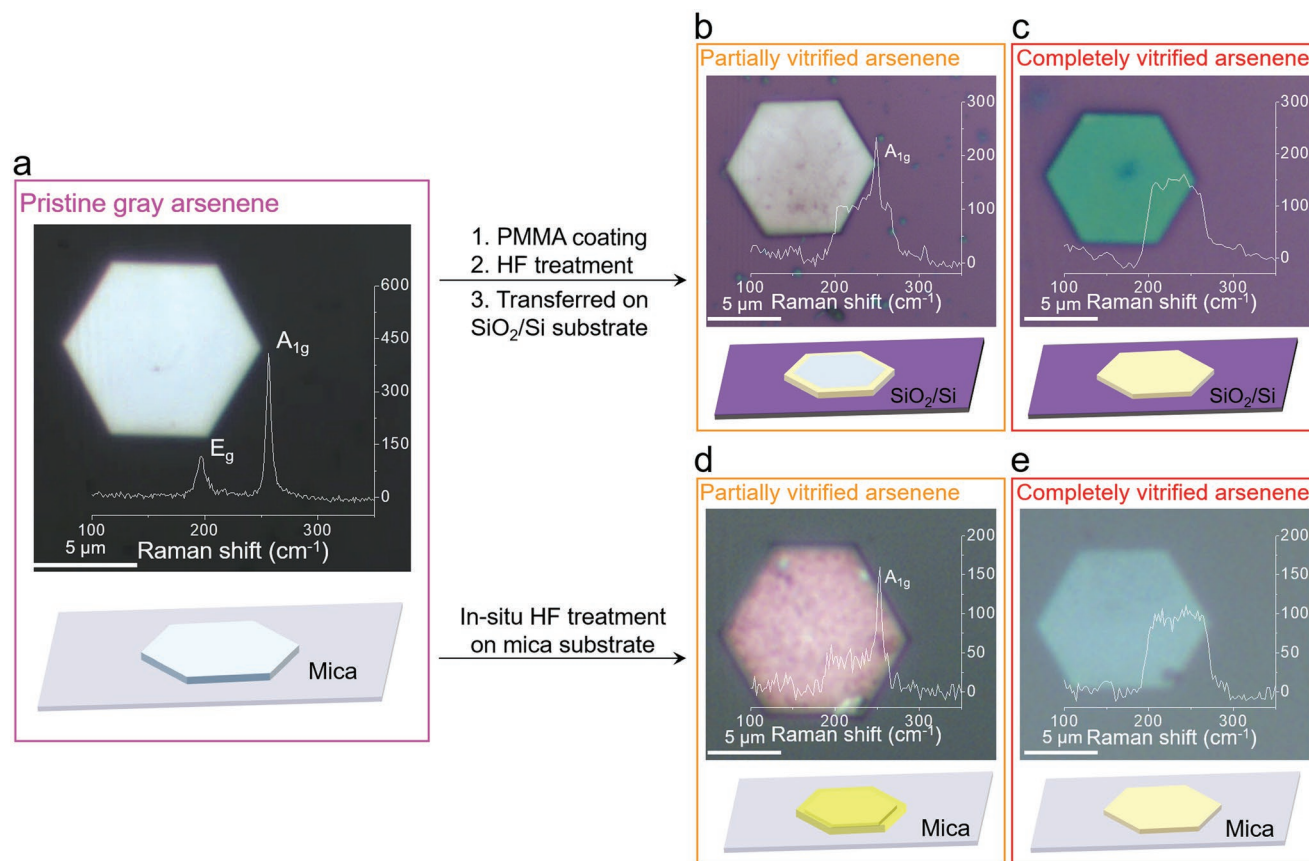 a
Pristine gray arsenene
600
450
300
150
0
A₁g
Eg
100
200
300
5 µm
Raman shift (cm⁻¹)
Mica
1. PMMA coating
2. HF treatment
3. Transferred on
SiO₂/Si substrate
In-situ HF treatment
on mica substrate
b
Partially vitrified arsenene
300
200
100
0
A₁g
100
200
300
5 µm
Raman shift (cm⁻¹)
SiO₂/Si
c
Completely vitrified arsenene
300
200
100
0
100
200
300
5 µm
Raman shift (cm⁻¹)
SiO₂/Si
d
Partially vitrified arsenene
200
150
100
50
0
A₁g
100
200
300
5 µm
Raman shift (cm⁻¹)
Mica
e
Completely vitrified arsenene
200
150
100
50
0
100
200
300
5 µm
Raman shift (cm⁻¹)
Mica